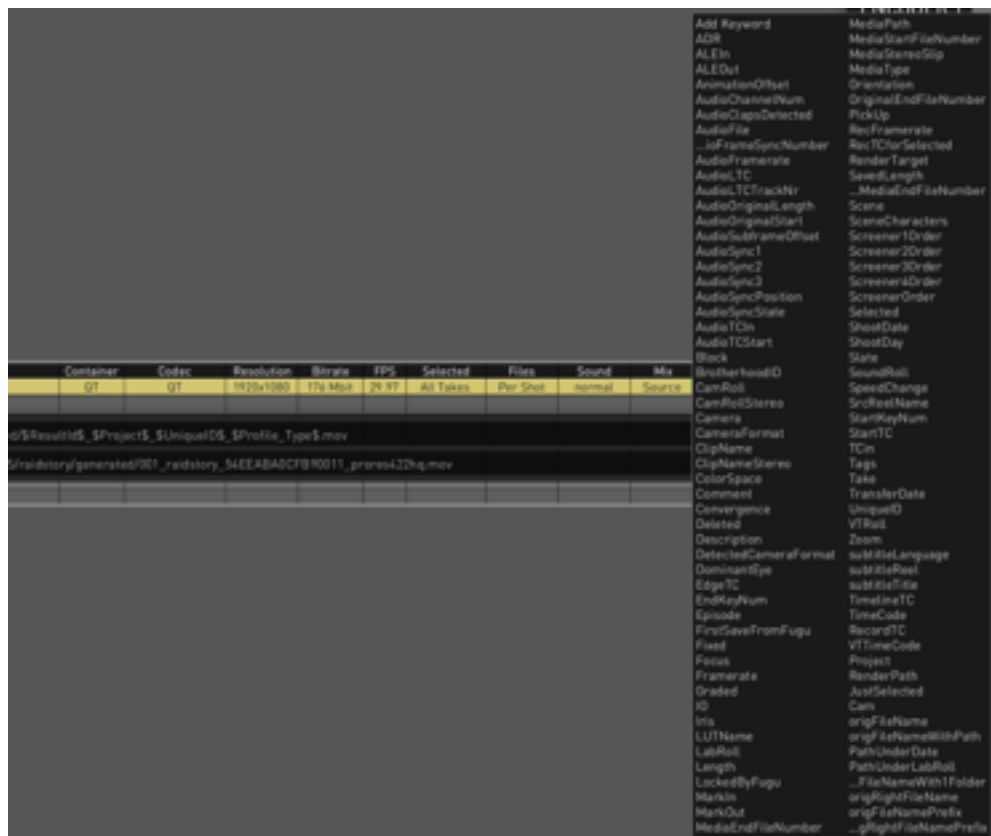 Container Codec Resolution Bitrate FPS Selected Files Sound Mix
QT QT 1920x1080 176 Mbit 29.97 All Takes Per Shot normal Source
d/$ResultId$_$Project$_$UniqueID$_$Profile_Type$.mov
/raidstory/generated/001_raidstory_54EEABA0CFB90011_prores422hq.mov
Add Keyword
ADR
ALEIn
ALEOut
AnimationOffset
AudioChannelNum
AudioClapsDetected
AudioFile
...ioFrameSyncNumber
AudioFramerate
AudioLTC
AudioLTCTrackNr
AudioOriginalLength
AudioOriginalStart
AudioSubframeOffset
AudioSync1
AudioSync2
AudioSync3
AudioSyncPosition
AudioSyncState
AudioTCIn
AudioTCStart
Block
BrotherhoodID
CamRoll
CamRollStereo
Camera
CameraFormat
ClipName
ClipNameStereo
ColorSpace
Comment
Convergence
Deleted
Description
DetectedCameraFormat
DominantEye
EdgeTC
EndKeyNum
Episode
FirstSaveFromFugu
Fixed
Focus
Framerate
Graded
IO
Iris
LUTName
LabRoll
Length
LockedByFugu
MarkIn
MarkOut
MediaEndFileNumber
MediaPath
MediaStartFileNumber
MediaStereoSlip
MediaType
Orientation
OriginalEndFileNumber
PickUp
RecFramerate
RecTCforSelected
RenderTarget
SavedLength
...MediaEndFileNumber
Scene
SceneCharacters
Screener1Order
Screener2Order
Screener3Order
Screener4Order
ScreenerOrder
Selected
ShootDate
ShootDay
Slate
SoundRoll
SpeedChange
SrcReelName
StartKeyNum
StartTC
TCin
Tags
Take
TransferDate
UniqueID
VTRoll
Zoom
subtitleLanguage
subtitleReel
subtitleTitle
TimelineTC
TimeCode
RecordTC
VTTimeCode
Project
RenderPath
JustSelected
Cam
origFileName
origFileNameWithPath
PathUnderDate
PathUnderLabRoll
...FileNameWith1Folder
origRightFileName
origFileNamePrefix
...gRightFileNamePrefix